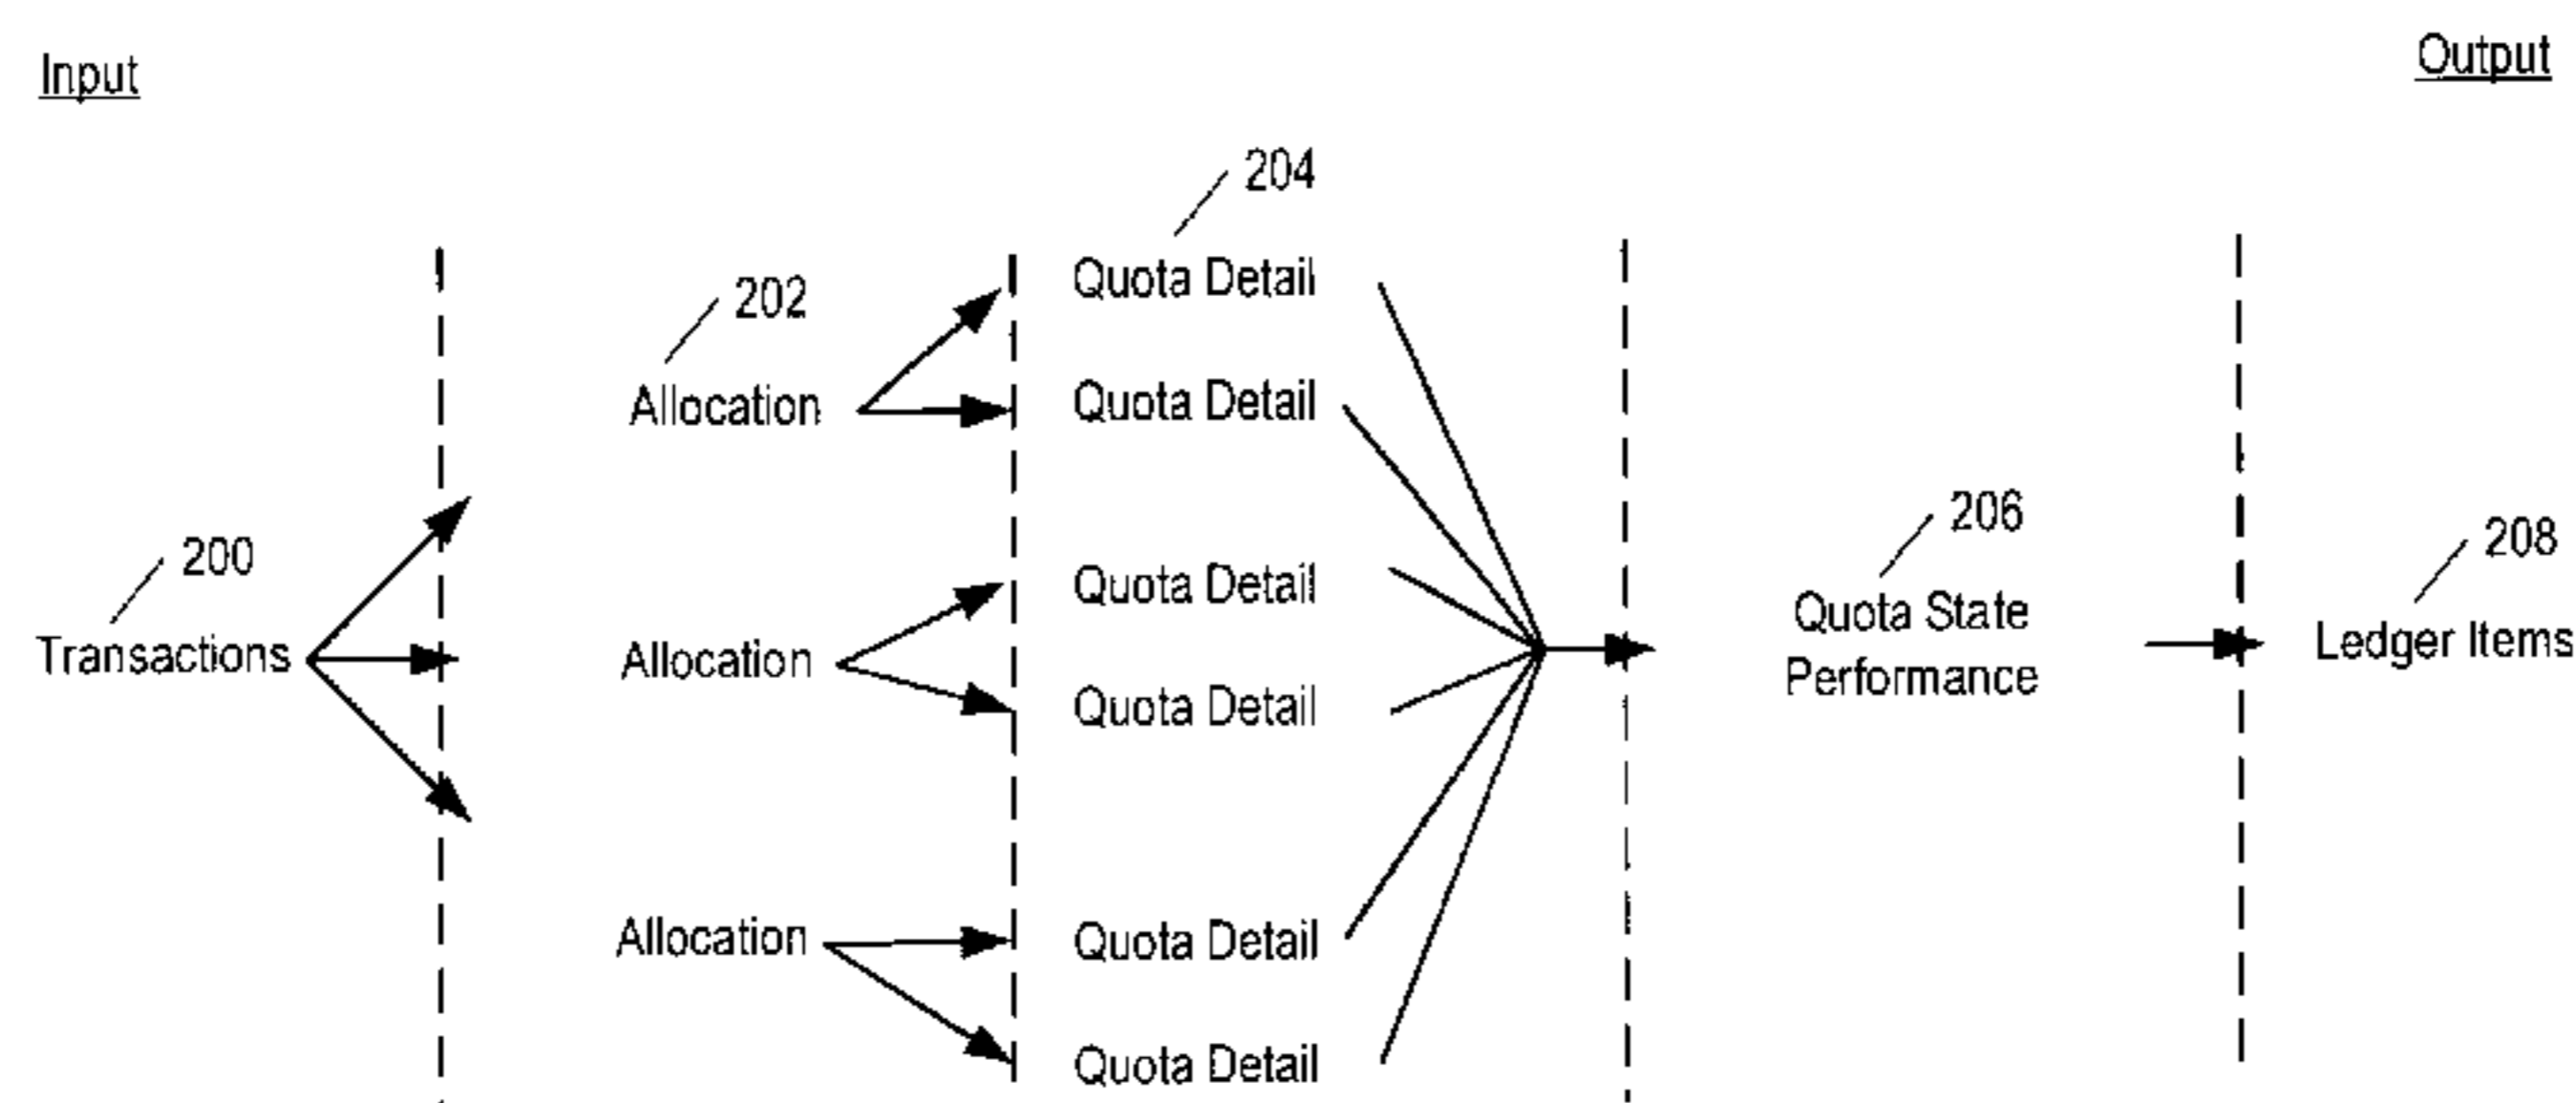 Input
Output
204
Quota Detail
202
Allocation
Quota Detail
200
Transactions
Quota Detail
Allocation
Quota Detail
206
Quota State
Performance
208
Ledger Items
Allocation
Quota Detail
Quota Detail